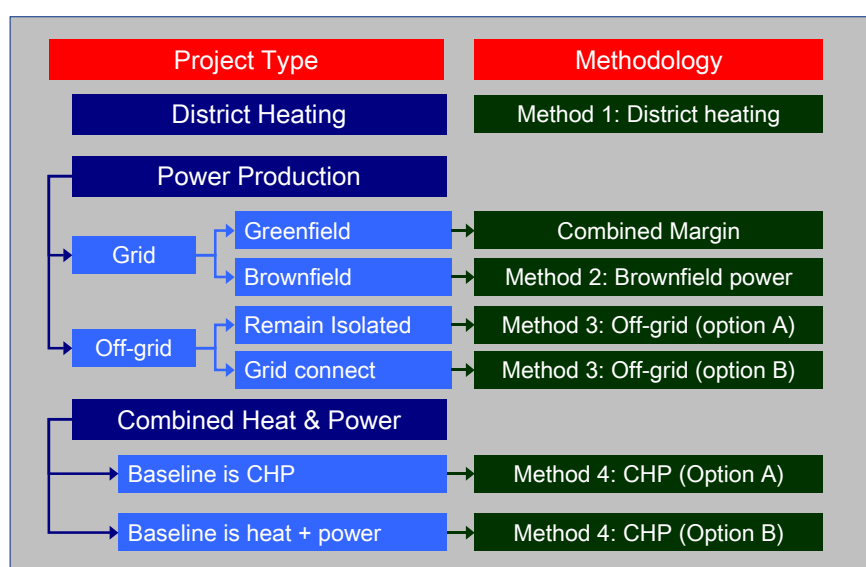 Project Type
Methodology
District Heating
Method 1: District heating
Power Production
Grid
Greenfield
Combined Margin
Brownfield
Method 2: Brownfield power
Off-grid
Remain Isolated
Method 3: Off-grid (option A)
Grid connect
Method 3: Off-grid (option B)
Combined Heat & Power
Baseline is CHP
Method 4: CHP (Option A)
Baseline is heat + power
Method 4: CHP (Option B)